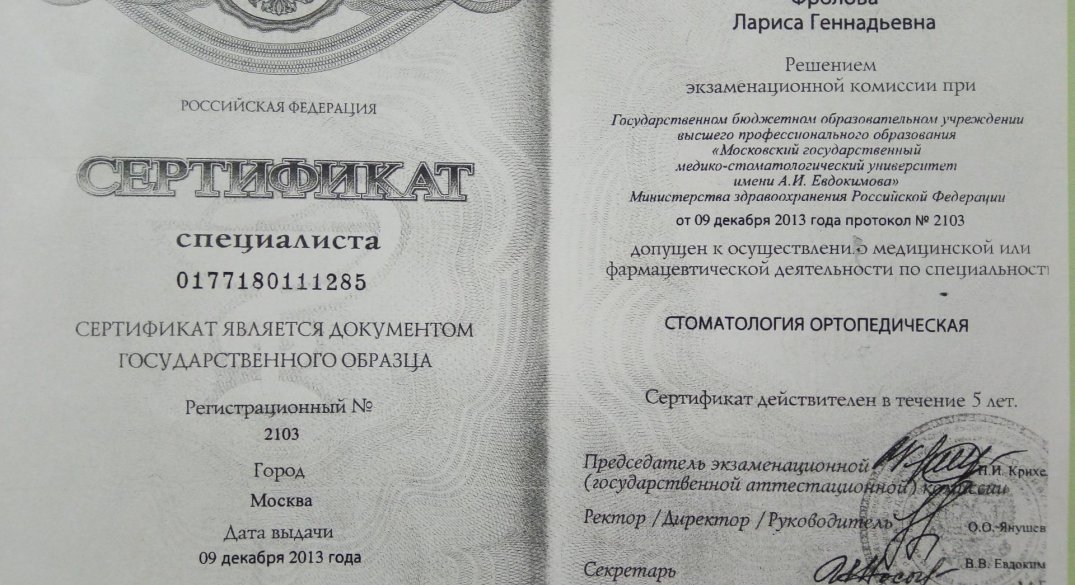 РОССИЙСКАЯ ФЕДЕРАЦИЯ
СЕРТИФИКАТ
специалиста
0177180111285
СЕРТИФИКАТ ЯВЛЯЕТСЯ ДОКУМЕНТОМ
ГОСУДАРСТВЕННОГО ОБРАЗЦА
Регистрационный №
2103
Город
Москва
Дата выдачи
09 декабря 2013 года
Фролова
Лариса Геннадьевна
Решением
экзаменационной комиссии при
Государственном бюджетном образовательном учреждении
высшего профессионального образования
«Московский государственный
медико-стоматологический университет
имени А.И. Евдокимова»
Министерства здравоохранения Российской Федерации
от 09 декабря 2013 года протокол № 2103
допущен к осуществлению медицинской или
фармацевтической деятельности по специальност
СТОМАТОЛОГИЯ ОРТОПЕДИЧЕСКАЯ
Сертификат действителен в течение 5 лет.
Председатель экзаменационной
(государственной аттестационной) комиссии
Н.И. Крихе
Ректор /Директор /Руководитель
О.О. Янушев
Секретарь
В.В. Евдоким